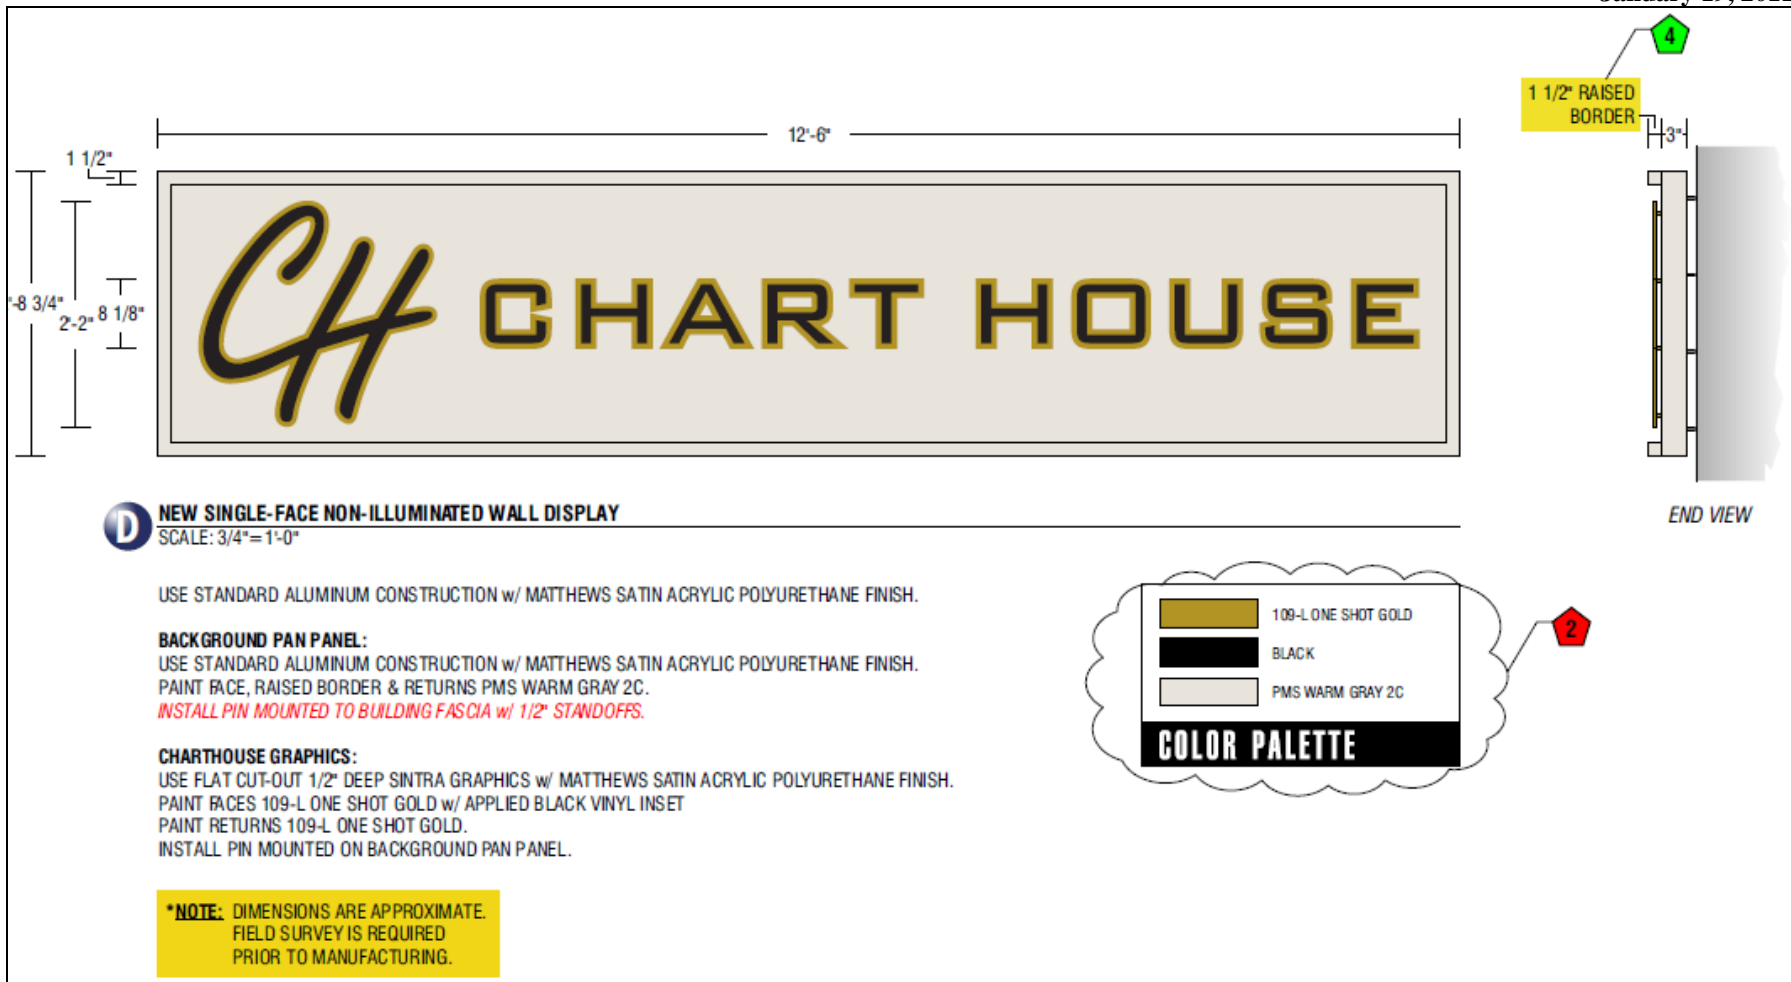 4
1 1/2" RAISED
BORDER
3"
12'-6"
1 1/2"
'-8 3/4"
2'-2"
8 1/8"
CH CHART HOUSE
END VIEW
D NEW SINGLE-FACE NON-ILLUMINATED WALL DISPLAY
SCALE: 3/4"=1'-0"
USE STANDARD ALUMINUM CONSTRUCTION w/ MATTHEWS SATIN ACRYLIC POLYURETHANE FINISH.
BACKGROUND PAN PANEL:
USE STANDARD ALUMINUM CONSTRUCTION w/ MATTHEWS SATIN ACRYLIC POLYURETHANE FINISH.
PAINT FACE, RAISED BORDER & RETURNS PMS WARM GRAY 2C.
INSTALL PIN MOUNTED TO BUILDING FASCIA w/ 1/2" STANDOFFS.
CHARTHOUSE GRAPHICS:
USE FLAT CUT-OUT 1/2" DEEP SINTRA GRAPHICS w/ MATTHEWS SATIN ACRYLIC POLYURETHANE FINISH.
PAINT FACES 109-L ONE SHOT GOLD w/ APPLIED BLACK VINYL INSET
PAINT RETURNS 109-L ONE SHOT GOLD.
INSTALL PIN MOUNTED ON BACKGROUND PAN PANEL.
109-L ONE SHOT GOLD
BLACK
PMS WARM GRAY 2C
COLOR PALETTE
2
*NOTE: DIMENSIONS ARE APPROXIMATE.
FIELD SURVEY IS REQUIRED
PRIOR TO MANUFACTURING.